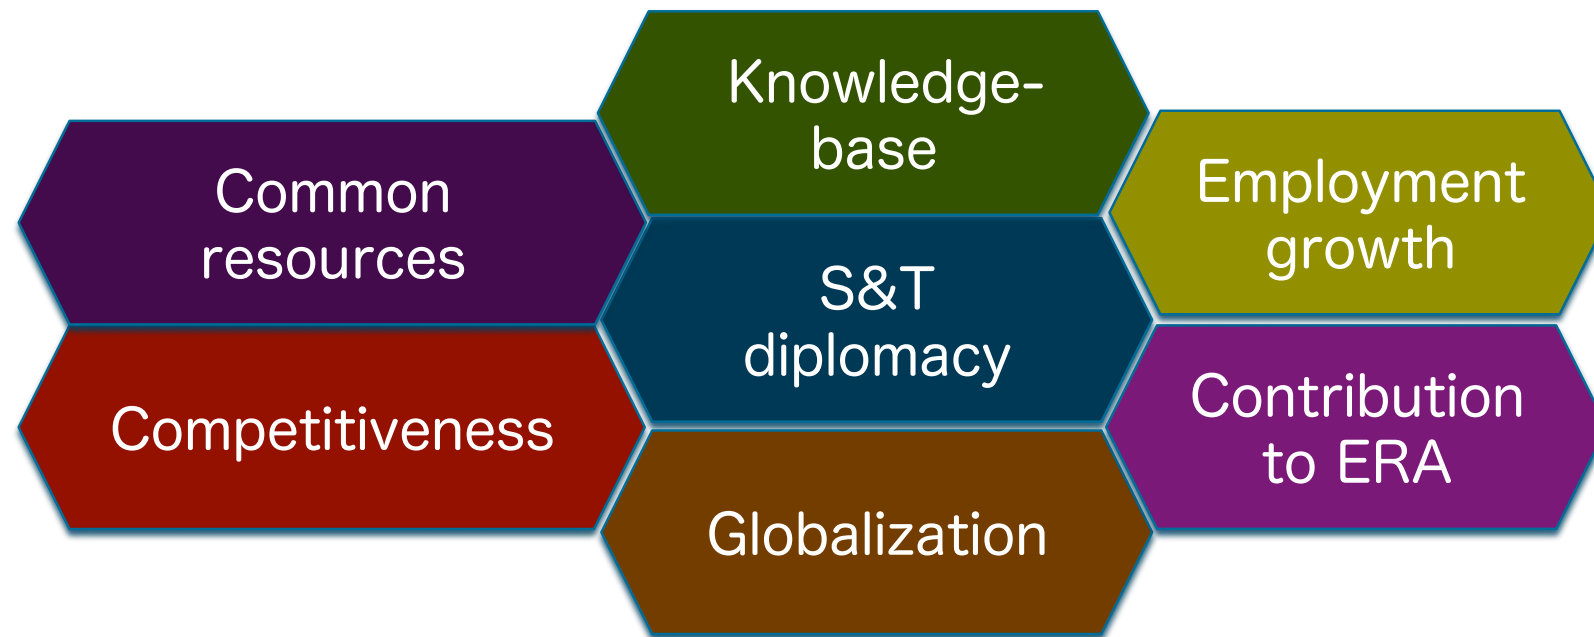 Knowledge-
base
Common
resources
Employment
growth
S&T
diplomacy
Competitiveness
Contribution
to ERA
Globalization